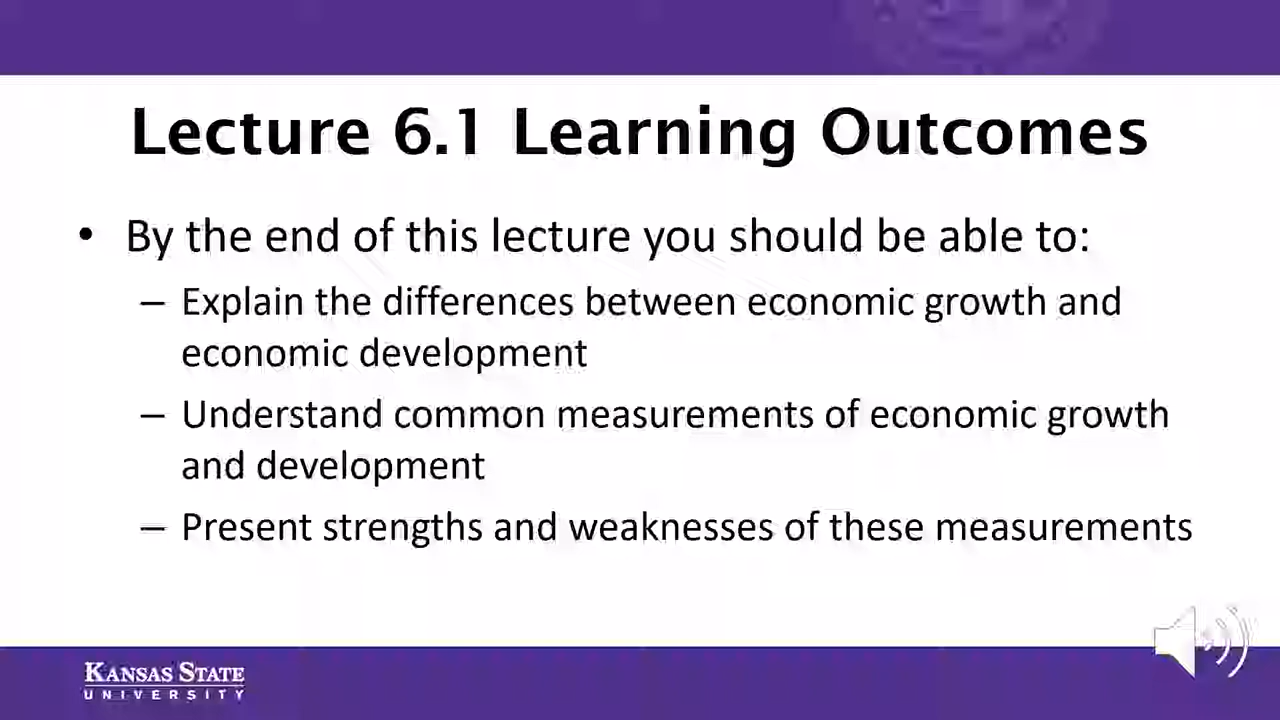 Lecture 6.1 Learning Outcomes
• By the end of this lecture you should be able to:
– Explain the differences between economic growth and
economic development
– Understand common measurements of economic growth
and development
– Present strengths and weaknesses of these measurements
KANSAS STATE
UNIVERSITY